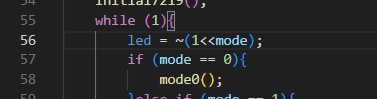 54 initial7219();
55 while (1){
56 led = ~(1<<mode);
57 if (mode == 0){
58 mode0();
}else if (mode == 1){